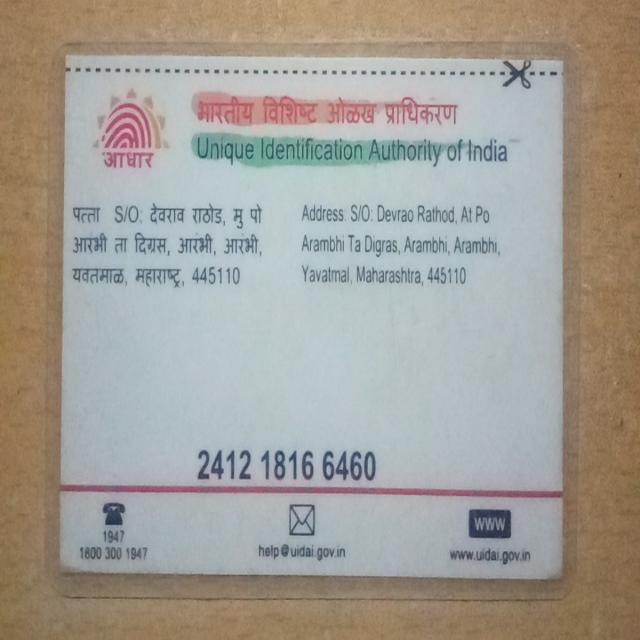 भारतीय विशिष्ट ओळख प्राधिकरण
Unique Identification Authority of India
आधार
पत्ता S/O: देवराव राठोड, मु पो
आरंभी ता दिग्रस, आरंभी, आरंभी,
यवतमाळ, महाराष्ट्र, 445110
Address: S/O: Devrao Rathod, At Po
Arambhi Ta Digras, Arambhi, Arambhi,
Yavatmal, Maharashtra, 445110
2412 1816 6460
1947
1800 300 1947
help@uidai.gov.in
WWW
www.uidai.gov.in